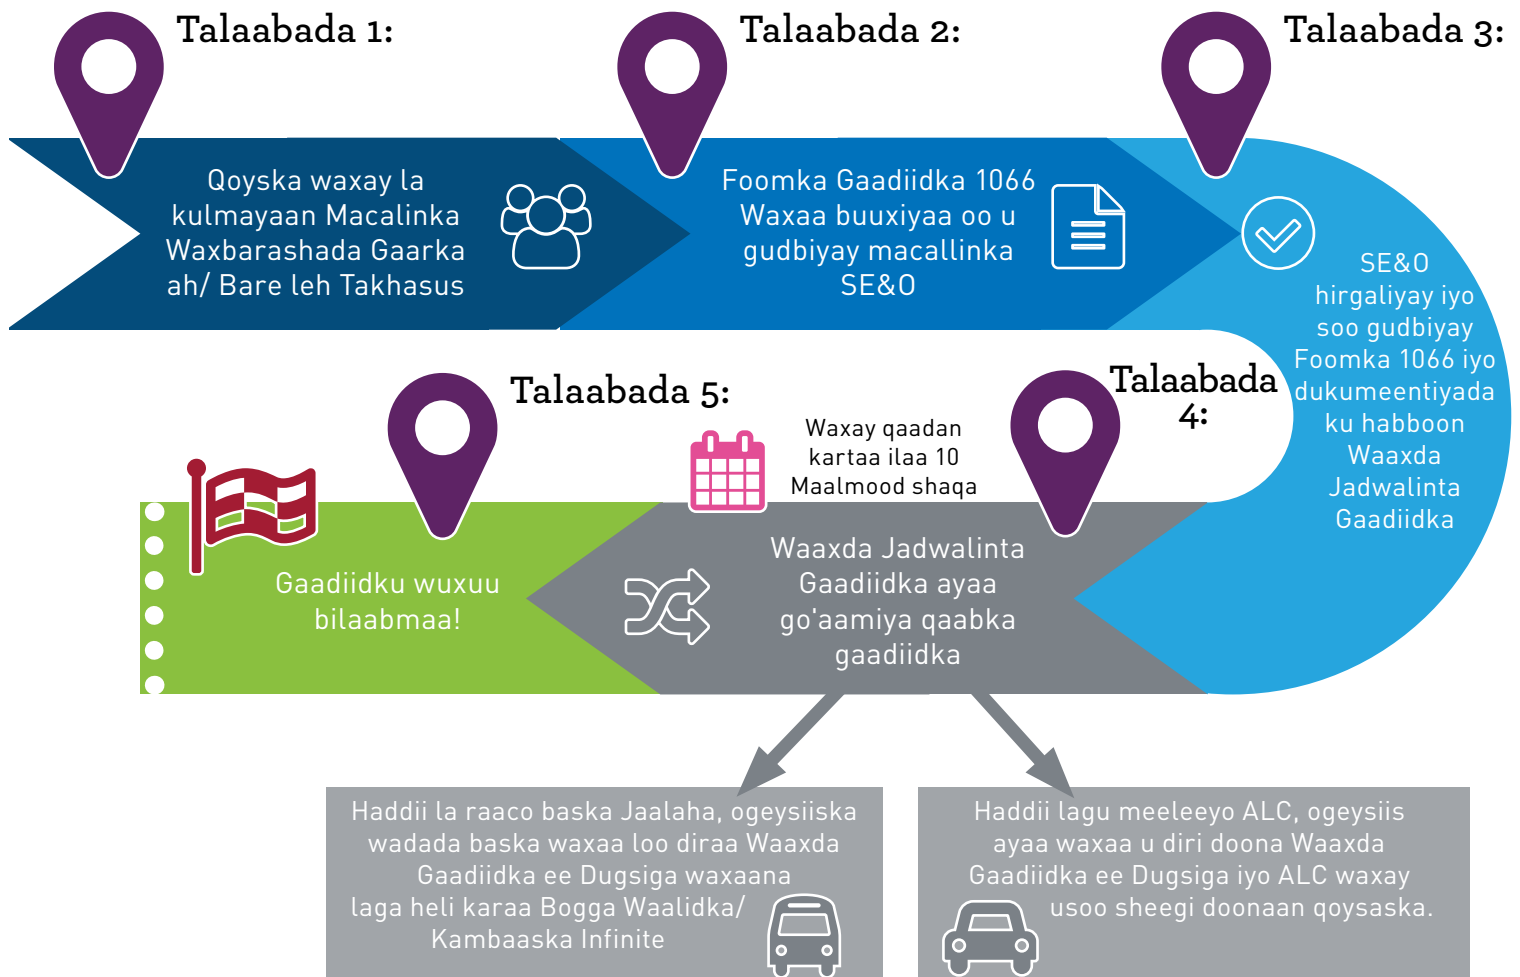 Talaabada 1:
Qoyska waxay la
kulmayaan Macalinka
Waxbarashada Gaarka
ah/ Bare leh Takhasus
Talaabada 2:
Foomka Gaadiidka 1066
Waxaa buuxiyaa oo u
gudbiyay macallinka
SE&O
Talaabada 3:
SE&O
hirgaliyay iyo
soo gudbiyay
Foomka 1066 iyo
dukumeentiyada
ku habboon
Waaxda
Jadwalinta
Gaadiidka
Talaabada
4:
Waxay qaadan
kartaa ilaa 10
Maalmood shaqa
Waaxda Jadwalinta
Gaadiidka ayaa
go'aamiya qaabka
gaadiidka
Talaabada 5:
Gaadiidku wuxuu
bilaabmaa!
Haddii la raaco baska Jaalaha, ogeysiiska
wadada baska waxaa loo diraa Waaxda
Gaadiidka ee Dugsiga waxaana
laga heli karaa Bogga Waalidka/
Kambaaska Infinite
Haddii lagu meeleeyo ALC, ogeysiis
ayaa waxaa u diri doona Waaxda
Gaadiidka ee Dugsiga iyo ALC waxay
usoo sheegi doonaan qoysaska.